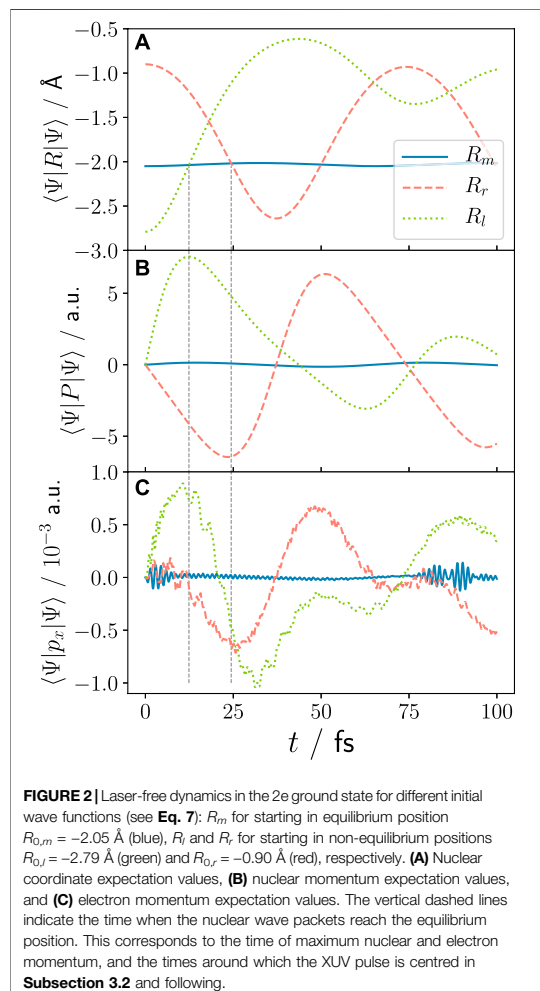 A
−0.5
−1.0
−1.5
−2.0
−2.5
−3.0
⟨Ψ|R|Ψ⟩ / Å
R_m
R_r
R_l
B
5
0
−5
⟨Ψ|P|Ψ⟩ / a.u.
C
1.0
0.5
0.0
−0.5
−1.0
⟨Ψ|p_x|Ψ⟩ / 10^−3 a.u.
0 25 50 75 100
t / fs
FIGURE 2 | Laser-free dynamics in the 2e ground state for different initial
wave functions (see Eq. 7): R_m for starting in equilibrium position
R_0,m = −2.05 Å (blue), R_l and R_r for starting in non-equilibrium positions
R_0,l = −2.79 Å (green) and R_0,r = −0.90 Å (red), respectively. (A) Nuclear
coordinate expectation values, (B) nuclear momentum expectation values,
and (C) electron momentum expectation values. The vertical dashed lines
indicate the time when the nuclear wave packets reach the equilibrium
position. This corresponds to the time of maximum nuclear and electron
momentum, and the times around which the XUV pulse is centred in
Subsection 3.2 and following.